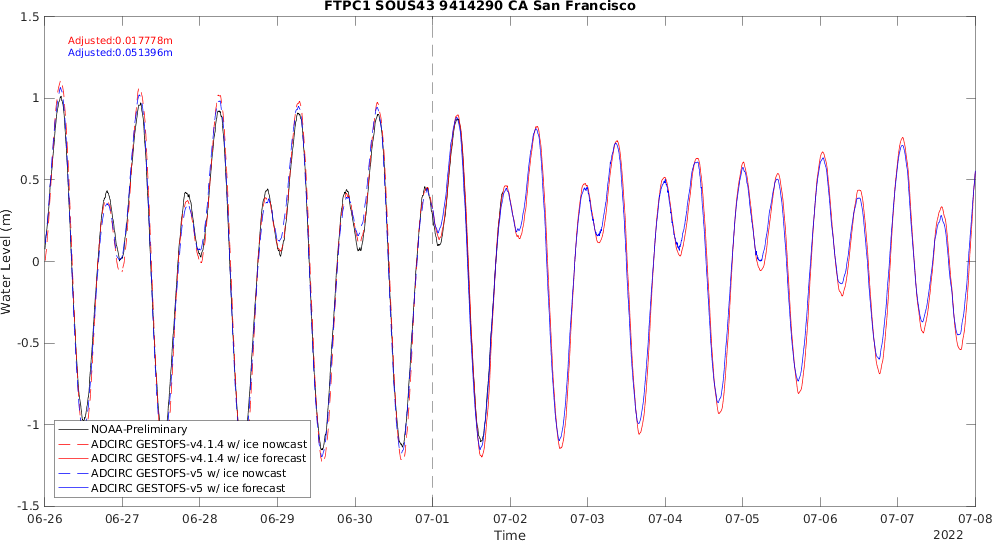 FTPC1 SOUS43 9414290 CA San Francisco
1.5
Adjusted:0.017778m
Adjusted:0.051396m
1
0.5
Water Level (m)
0
-0.5
-1
NOAA-Preliminary
ADCIRC GESTOFS-v4.1.4 w/ ice nowcast
ADCIRC GESTOFS-v4.1.4 w/ ice forecast
ADCIRC GESTOFS-v5 w/ ice nowcast
ADCIRC GESTOFS-v5 w/ ice forecast
-1.5
06-26 06-27 06-28 06-29 06-30 07-01 07-02 07-03 07-04 07-05 07-06 07-07 07-08
Time
2022